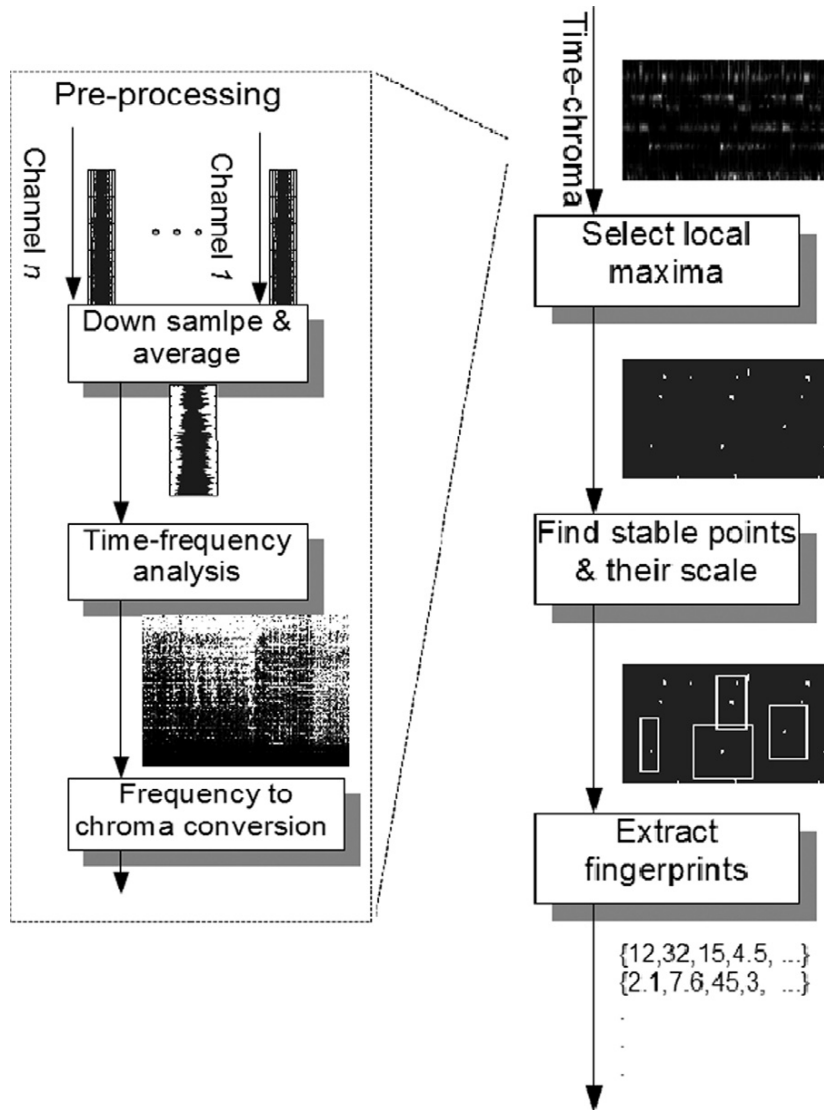 Pre-processing
Channel n
. . .
Channel 1
Down samlpe &
average
Time-frequency
analysis
Frequency to
chroma conversion
Time-chroma
Select local
maxima
Find stable points
& their scale
Extract
fingerprints
{12,32,15,4.5, ...}
{2.1,7.6,45,3, ...}
.
.
.